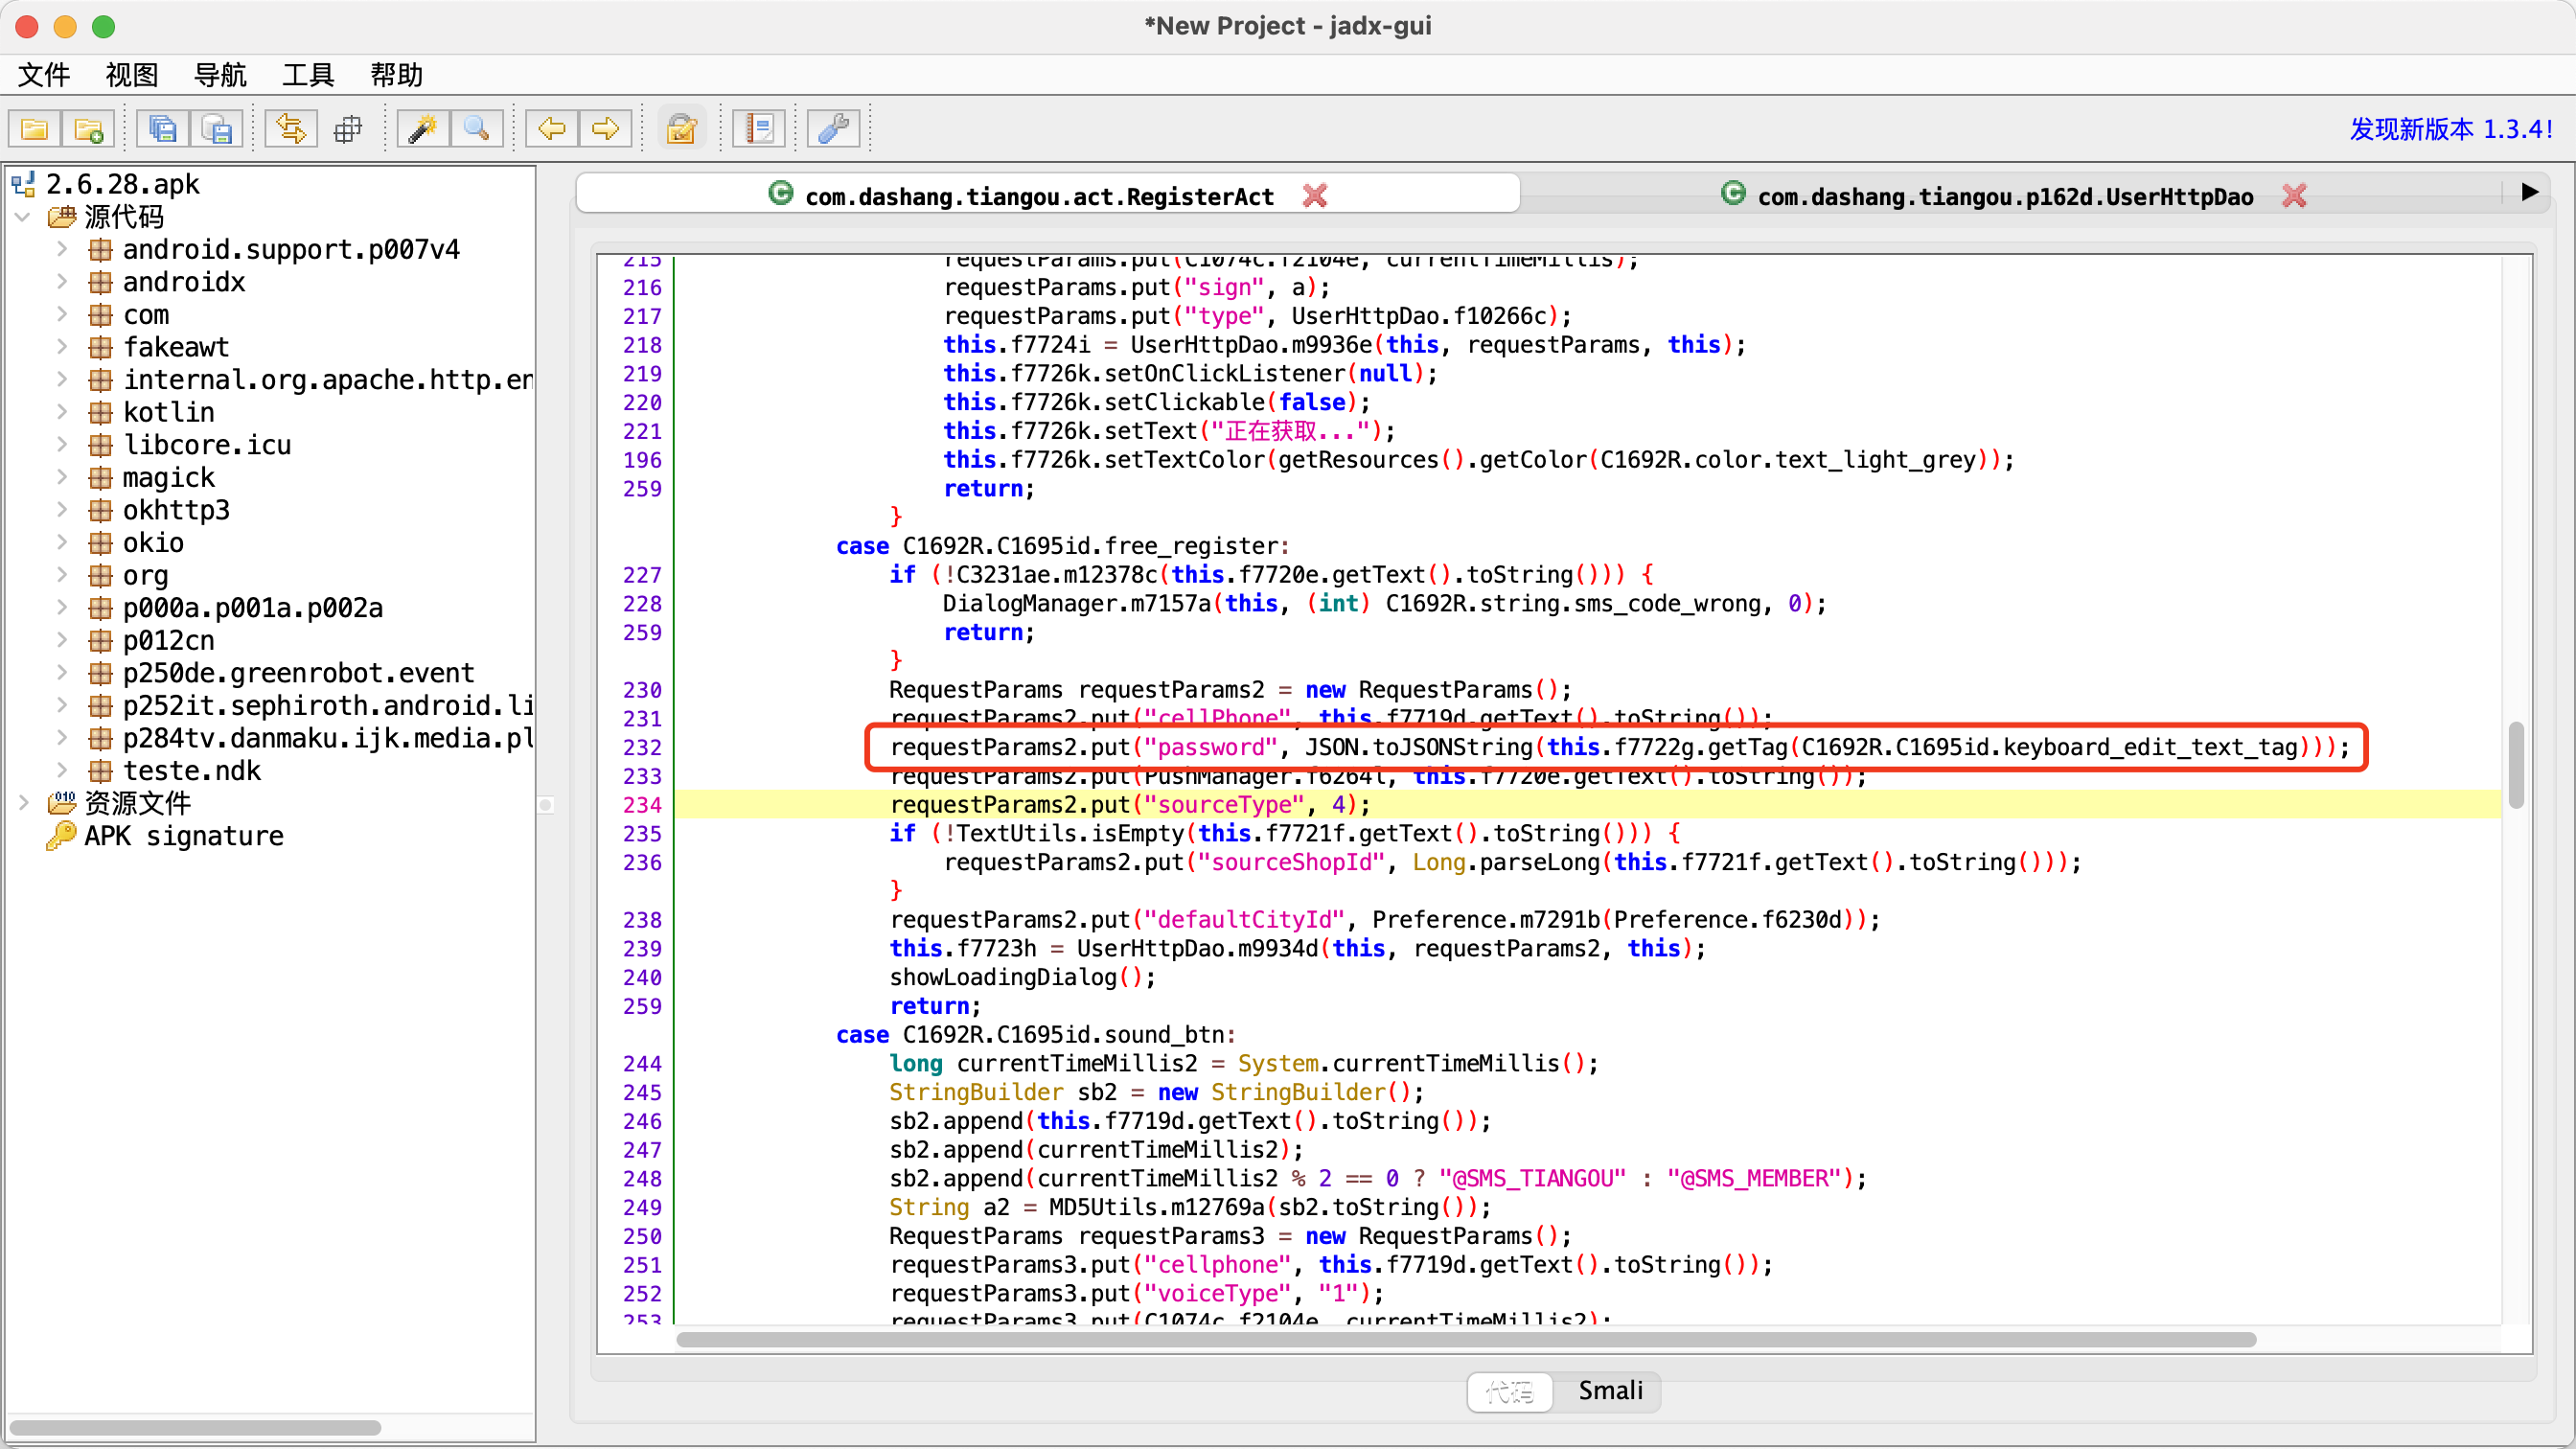 *New Project - jadx-gui
文件 视图 导航 工具 帮助
发现新版本 1.3.4!
2.6.28.apk
源代码
android.support.p007v4
androidx
com
fakeawt
internal.org.apache.http.en
kotlin
libcore.icu
magick
okhttp3
okio
org
p000a.p001a.p002a
p012cn
p250de.greenrobot.event
p252it.sephiroth.android.li
p284tv.danmaku.ijk.media.pl
teste.ndk
资源文件
APK signature
com.dashang.tiangou.act.RegisterAct com.dashang.tiangou.p162d.UserHttpDao
215 requestParams.put(C1074c.f2104e, currentTimeMillis);
216 requestParams.put("sign", a);
217 requestParams.put("type", UserHttpDao.f10266c);
218 this.f7724i = UserHttpDao.m9936e(this, requestParams, this);
219 this.f7726k.setOnClickListener(null);
220 this.f7726k.setClickable(false);
221 this.f7726k.setText("正在获取...");
196 this.f7726k.setTextColor(getResources().getColor(C1692R.color.text_light_grey));
259 return;
}
case C1692R.C1695id.free_register:
227 if (!C3231ae.m12378c(this.f7720e.getText().toString())) {
228 DialogManager.m7157a(this, (int) C1692R.string.sms_code_wrong, 0);
259 return;
}
230 RequestParams requestParams2 = new RequestParams();
231 requestParams2.put("cellPhone", this.f7719d.getText().toString());
232 requestParams2.put("password", JSON.toJSONString(this.f7722g.getTag(C1692R.C1695id.keyboard_edit_text_tag)));
233 requestParams2.put(PushManager.f6264l, this.f7720e.getText().toString());
234 requestParams2.put("sourceType", 4);
235 if (!TextUtils.isEmpty(this.f7721f.getText().toString())) {
236 requestParams2.put("sourceShopId", Long.parseLong(this.f7721f.getText().toString()));
}
238 requestParams2.put("defaultCityId", Preference.m7291b(Preference.f6230d));
239 this.f7723h = UserHttpDao.m9934d(this, requestParams2, this);
240 showLoadingDialog();
259 return;
case C1692R.C1695id.sound_btn:
244 long currentTimeMillis2 = System.currentTimeMillis();
245 StringBuilder sb2 = new StringBuilder();
246 sb2.append(this.f7719d.getText().toString());
247 sb2.append(currentTimeMillis2);
248 sb2.append(currentTimeMillis2 % 2 == 0 ? "@SMS_TIANGOU" : "@SMS_MEMBER");
249 String a2 = MD5Utils.m12769a(sb2.toString());
250 RequestParams requestParams3 = new RequestParams();
251 requestParams3.put("cellphone", this.f7719d.getText().toString());
252 requestParams3.put("voiceType", "1");
253 requestParams3.put(C1074c.f2104e, currentTimeMillis2);
代码 Smali